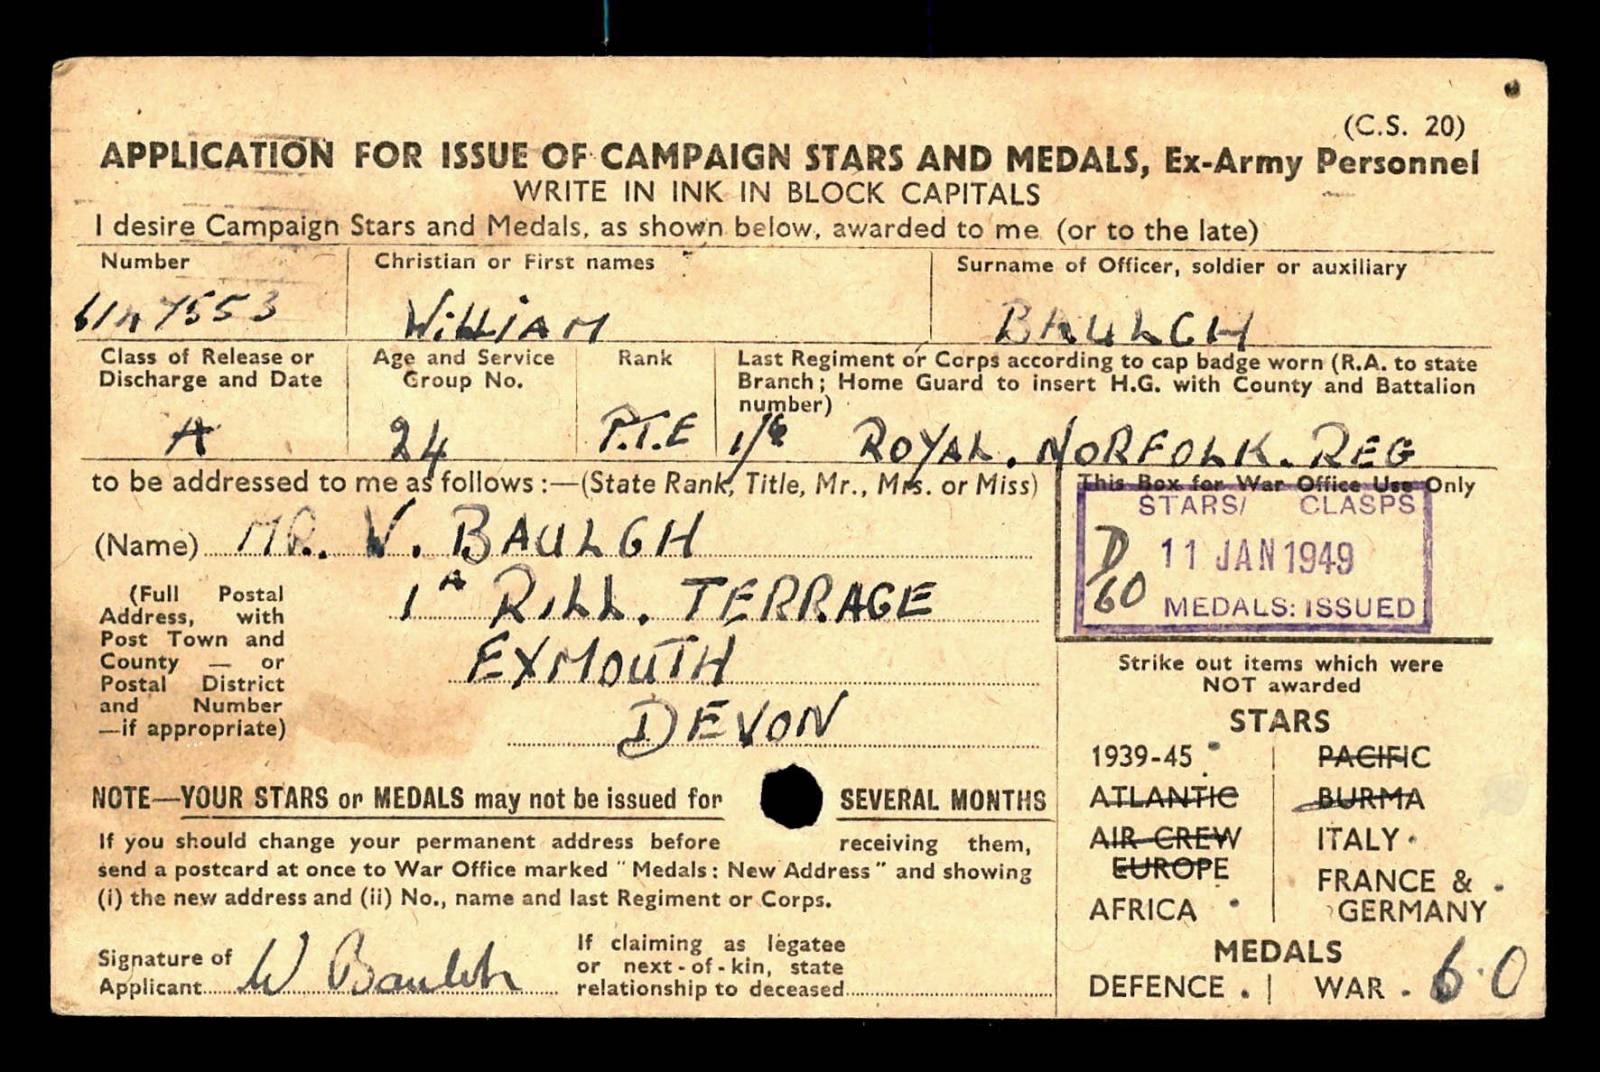 (C.S. 20)
APPLICATION FOR ISSUE OF CAMPAIGN STARS AND MEDALS, Ex-Army Personnel
WRITE IN INK IN BLOCK CAPITALS
I desire Campaign Stars and Medals, as shown below, awarded to me (or to the late)
Number Christian or First names Surname of Officer, soldier or auxiliary
6147553 WILLIAM BAULGH
Class of Release or Discharge and Date
Age and Service Group No.
Rank
Last Regiment or Corps according to cap badge worn (R.A. to state
Branch; Home Guard to insert H.G. with County and Battalion
number)
A 24 P.T.E ROYAL. NORFOLK. REG
to be addressed to me as follows:—(State Rank, Title, Mr., Mrs. or Miss)
This Box for War Office Use Only
STARS/ CLASPS
D/60
11 JAN 1949
MEDALS: ISSUED
(Name) MR. W. BAULGH
(Full Postal
Address, with
Post Town and
County — or
Postal District
and Number
—if appropriate)
1A RILL. TERRACE
EXMOUTH
DEVON
NOTE—YOUR STARS or MEDALS may not be issued for SEVERAL MONTHS
If you should change your permanent address before receiving them,
send a postcard at once to War Office marked "Medals: New Address" and showing
(i) the new address and (ii) No., name and last Regiment or Corps.
Signature of
Applicant W Baulgh
If claiming as legatee
or next-of-kin, state
relationship to deceased
Strike out items which were
NOT awarded
STARS
1939-45 PACIFIC
ATLANTIC BURMA
AIR CREW
EUROPE
ITALY
AFRICA
FRANCE &
GERMANY
MEDALS
DEFENCE . | WAR . 6.0